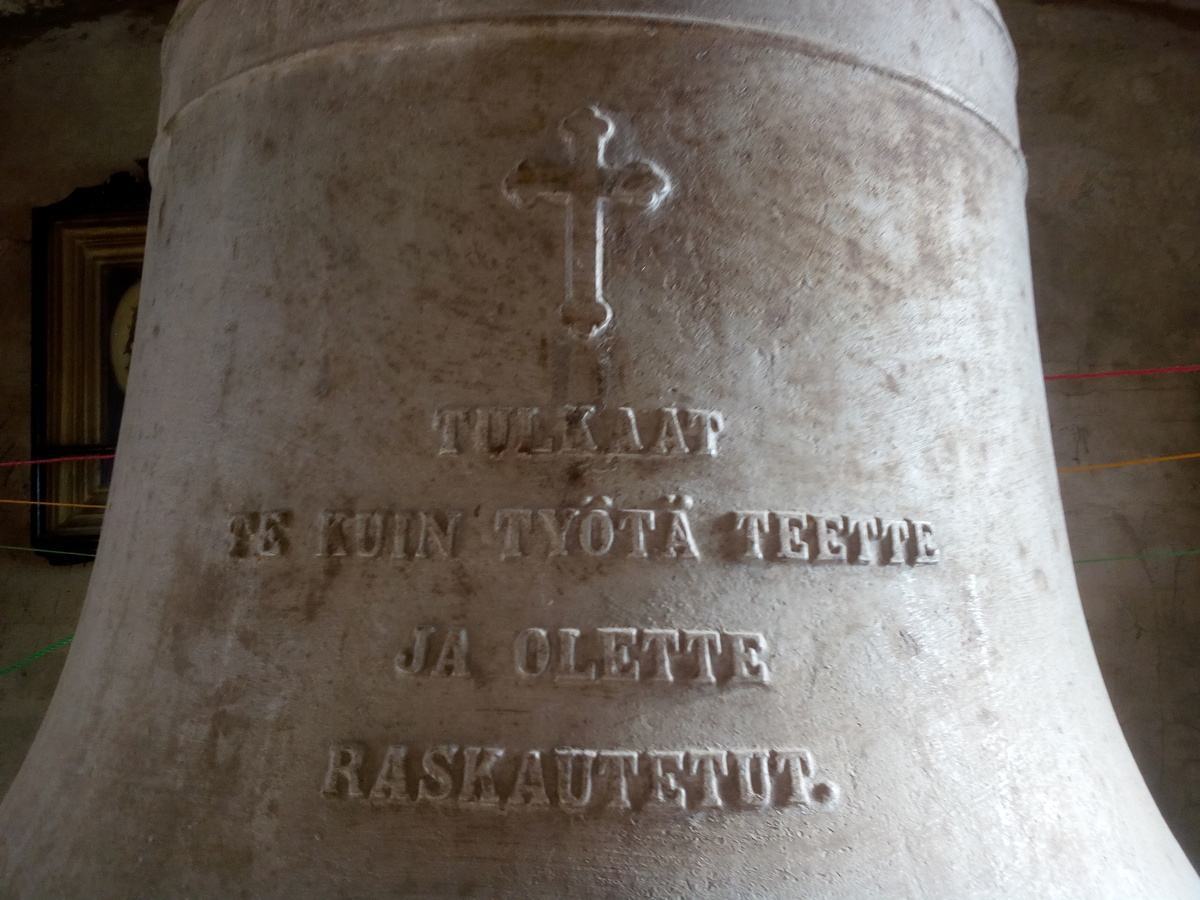 TULKAAT
TE KUIN TYÖTÄ TEETTE
JA OLETTE
RASKAUTETUT.